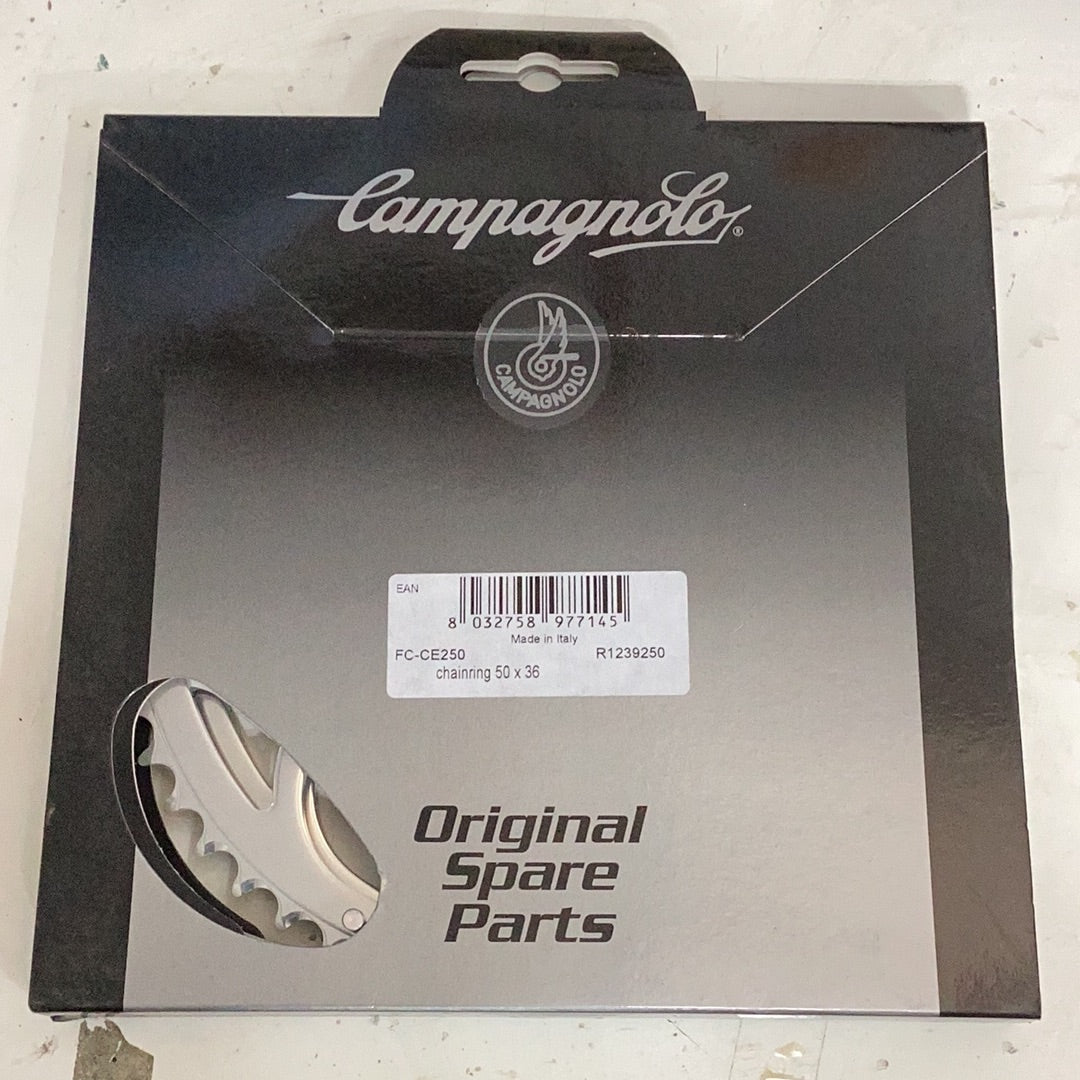 Campagnolo®
CAMPAGNOLO
EAN
8 032758 977145
Made in Italy
FC-CE250 R1239250
chainring 50 x 36
Original
Spare
Parts